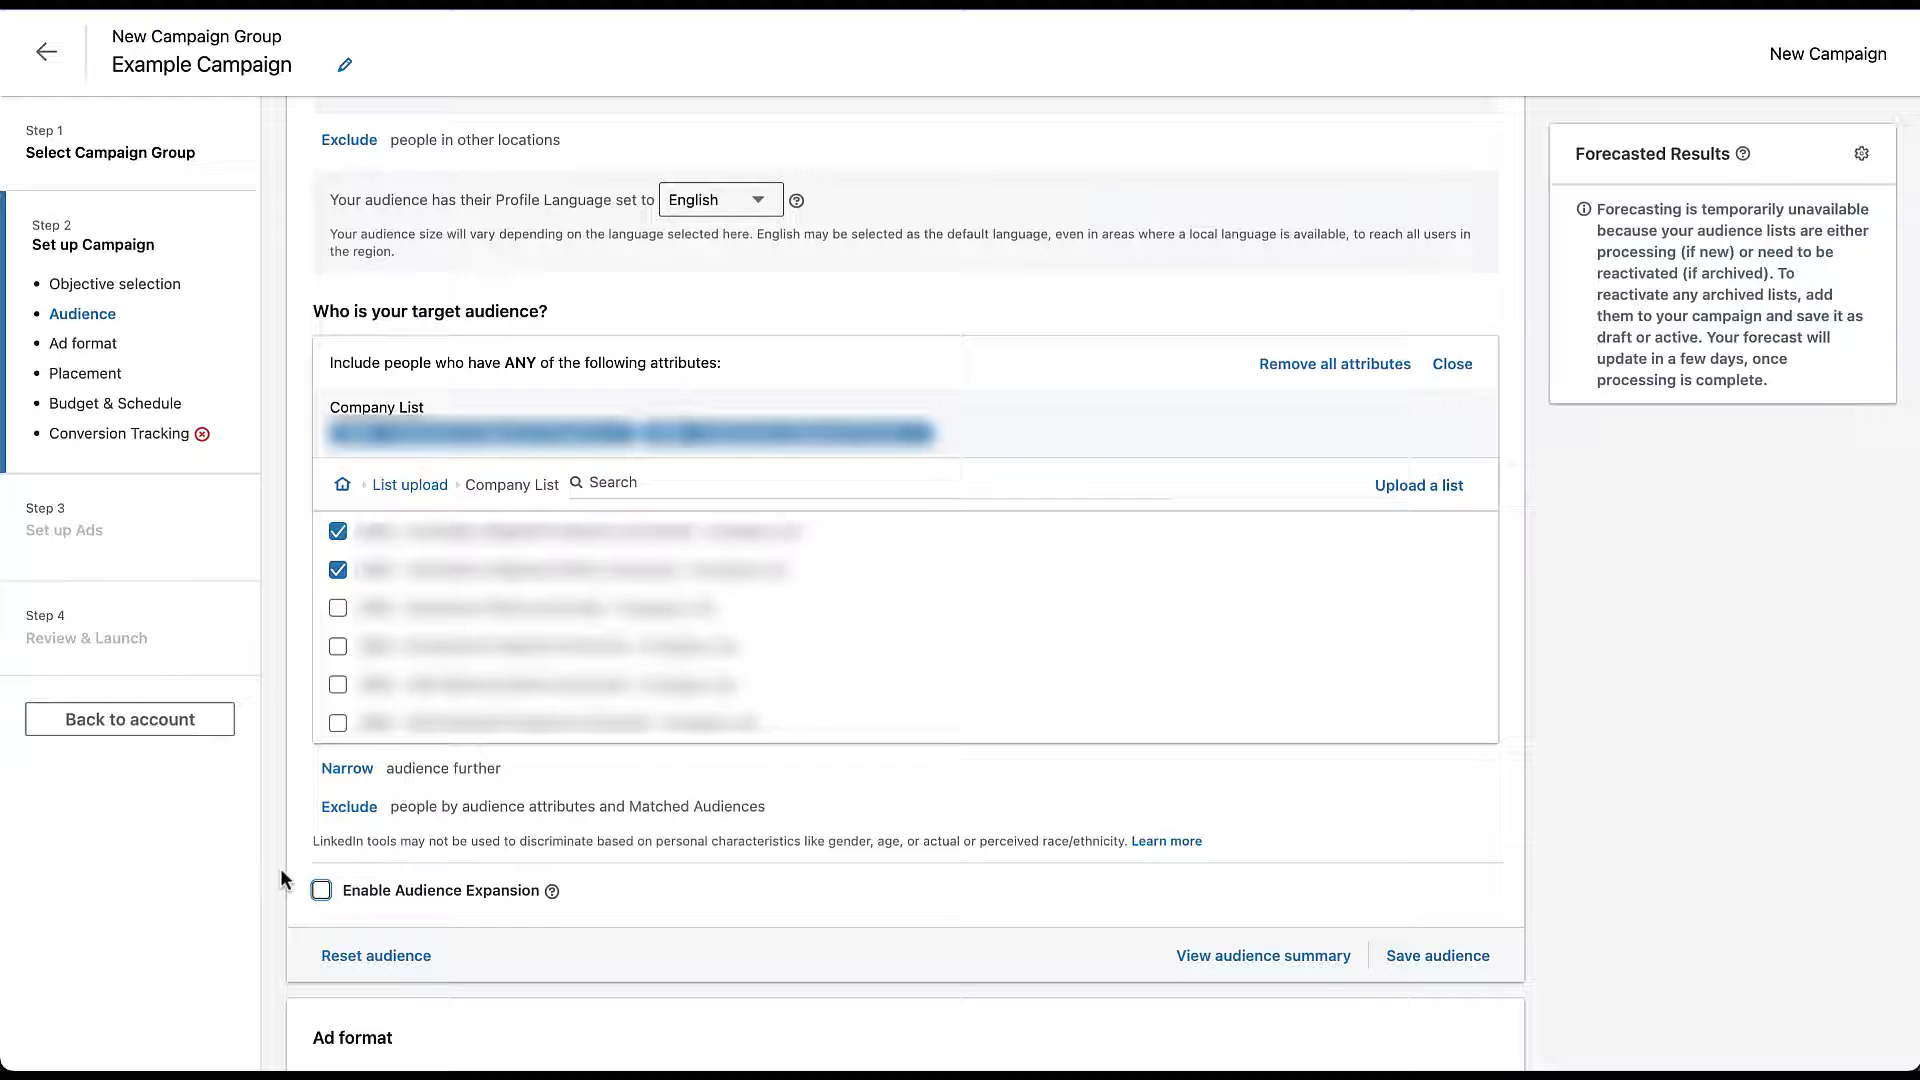 New Campaign Group
Example Campaign
New Campaign
Step 1
Select Campaign Group
Step 2
Set up Campaign
Objective selection
Audience
Ad format
Placement
Budget & Schedule
Conversion Tracking
Step 3
Set up Ads
Step 4
Review & Launch
Back to account
Exclude people in other locations
Your audience has their Profile Language set to English
Your audience size will vary depending on the language selected here. English may be selected as the default language, even in areas where a local language is available, to reach all users in
the region.
Who is your target audience?
Include people who have ANY of the following attributes:
Remove all attributes Close
Company List
List upload Company List Search Upload a list
Narrow audience further
Exclude people by audience attributes and Matched Audiences
LinkedIn tools may not be used to discriminate based on personal characteristics like gender, age, or actual or perceived race/ethnicity. Learn more
Enable Audience Expansion
Reset audience View audience summary Save audience
Ad format
Forecasted Results
Forecasting is temporarily unavailable
because your audience lists are either
processing (if new) or need to be
reactivated (if archived). To
reactivate any archived lists, add
them to your campaign and save it as
draft or active. Your forecast will
update in a few days, once
processing is complete.